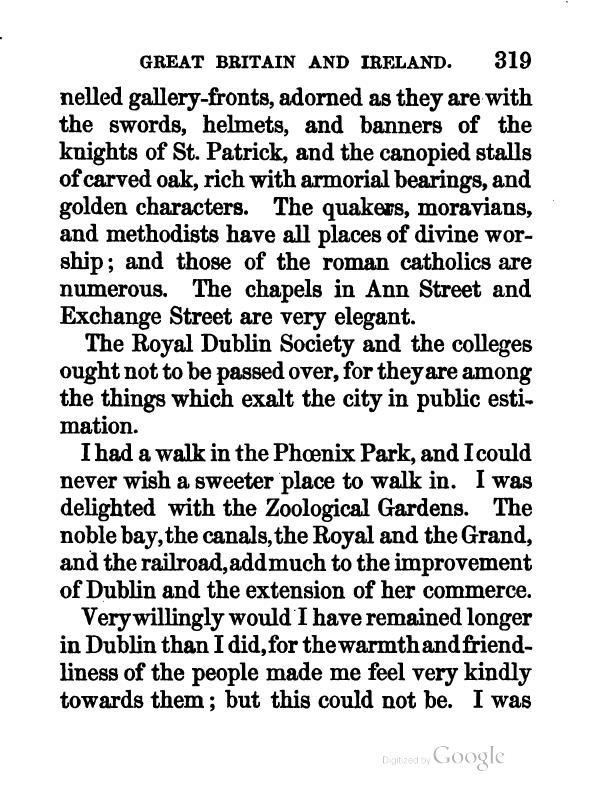 GREAT BRITAIN AND IRELAND. 319
nelled gallery-fronts, adorned as they are with
the swords, helmets, and banners of the
knights of St. Patrick, and the canopied stalls
of carved oak, rich with armorial bearings, and
golden characters. The quakers, moravians,
and methodists have all places of divine wor-
ship; and those of the roman catholics are
numerous. The chapels in Ann Street and
Exchange Street are very elegant.
The Royal Dublin Society and the colleges
ought not to be passed over, for they are among
the things which exalt the city in public esti-
mation.
I had a walk in the Phœnix Park, and I could
never wish a sweeter place to walk in. I was
delighted with the Zoological Gardens. The
noble bay, the canals, the Royal and the Grand,
and the railroad, add much to the improvement
of Dublin and the extension of her commerce.
Very willingly would I have remained longer
in Dublin than I did, for the warmth and friend-
liness of the people made me feel very kindly
towards them; but this could not be. I was
Digitized by Google